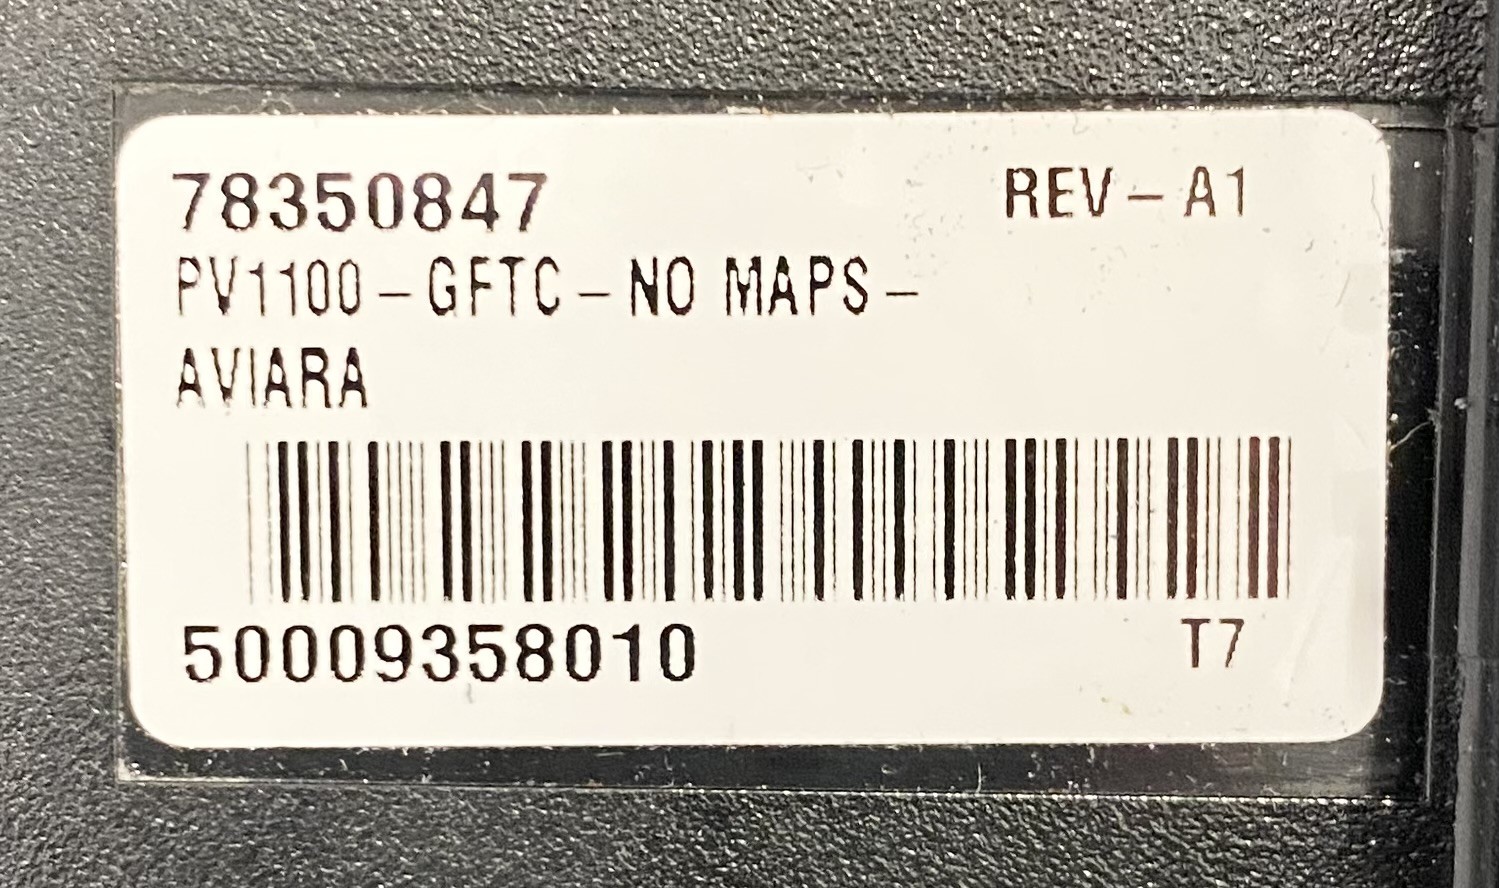 78350847 REV-A1
PV1100-GFTC-NO MAPS-
AVIARA
50009358010 T7